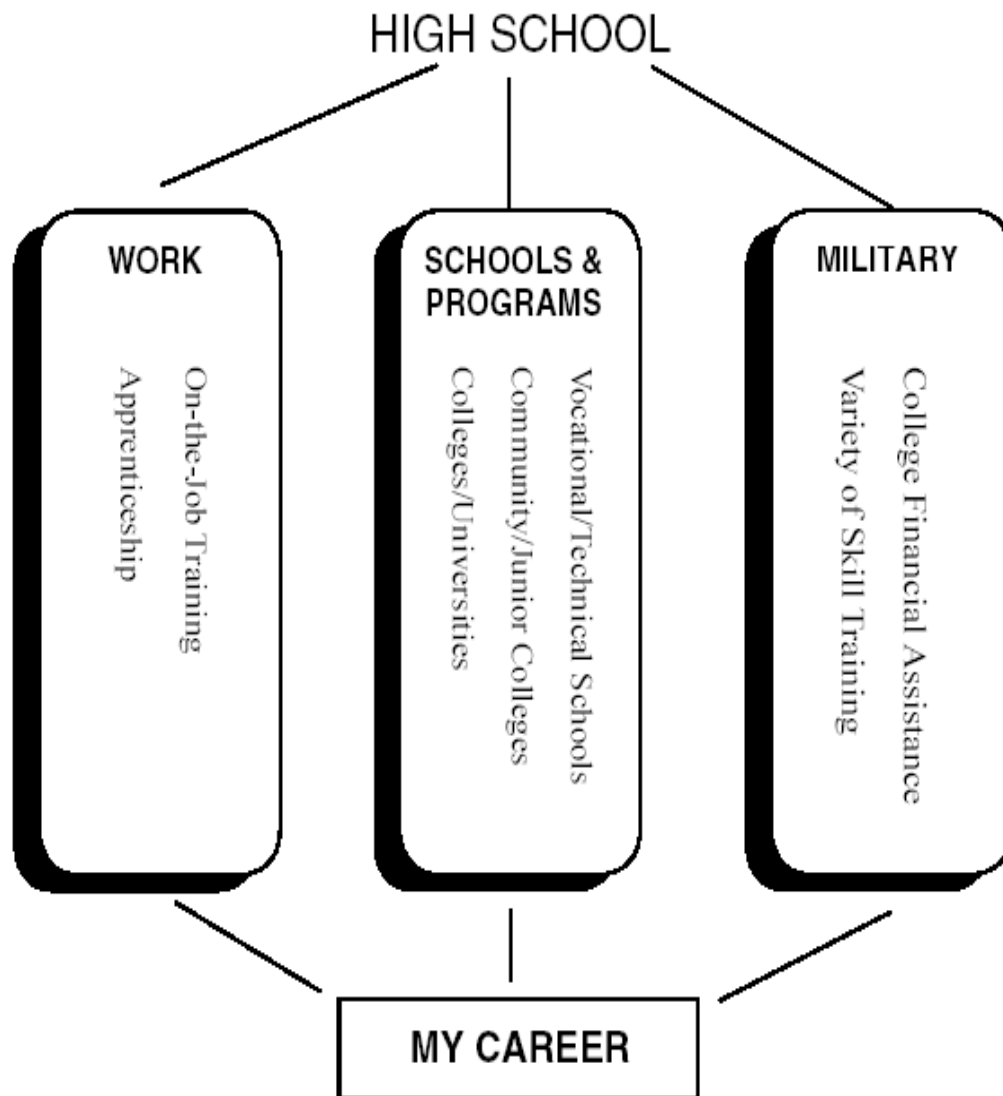 HIGH SCHOOL
WORK
On-the-Job Training
Apprenticeship
SCHOOLS &
PROGRAMS
Vocational/Technical Schools
Community/Junior Colleges
Colleges/Universities
MILITARY
College Financial Assistance
Variety of Skill Training
MY CAREER